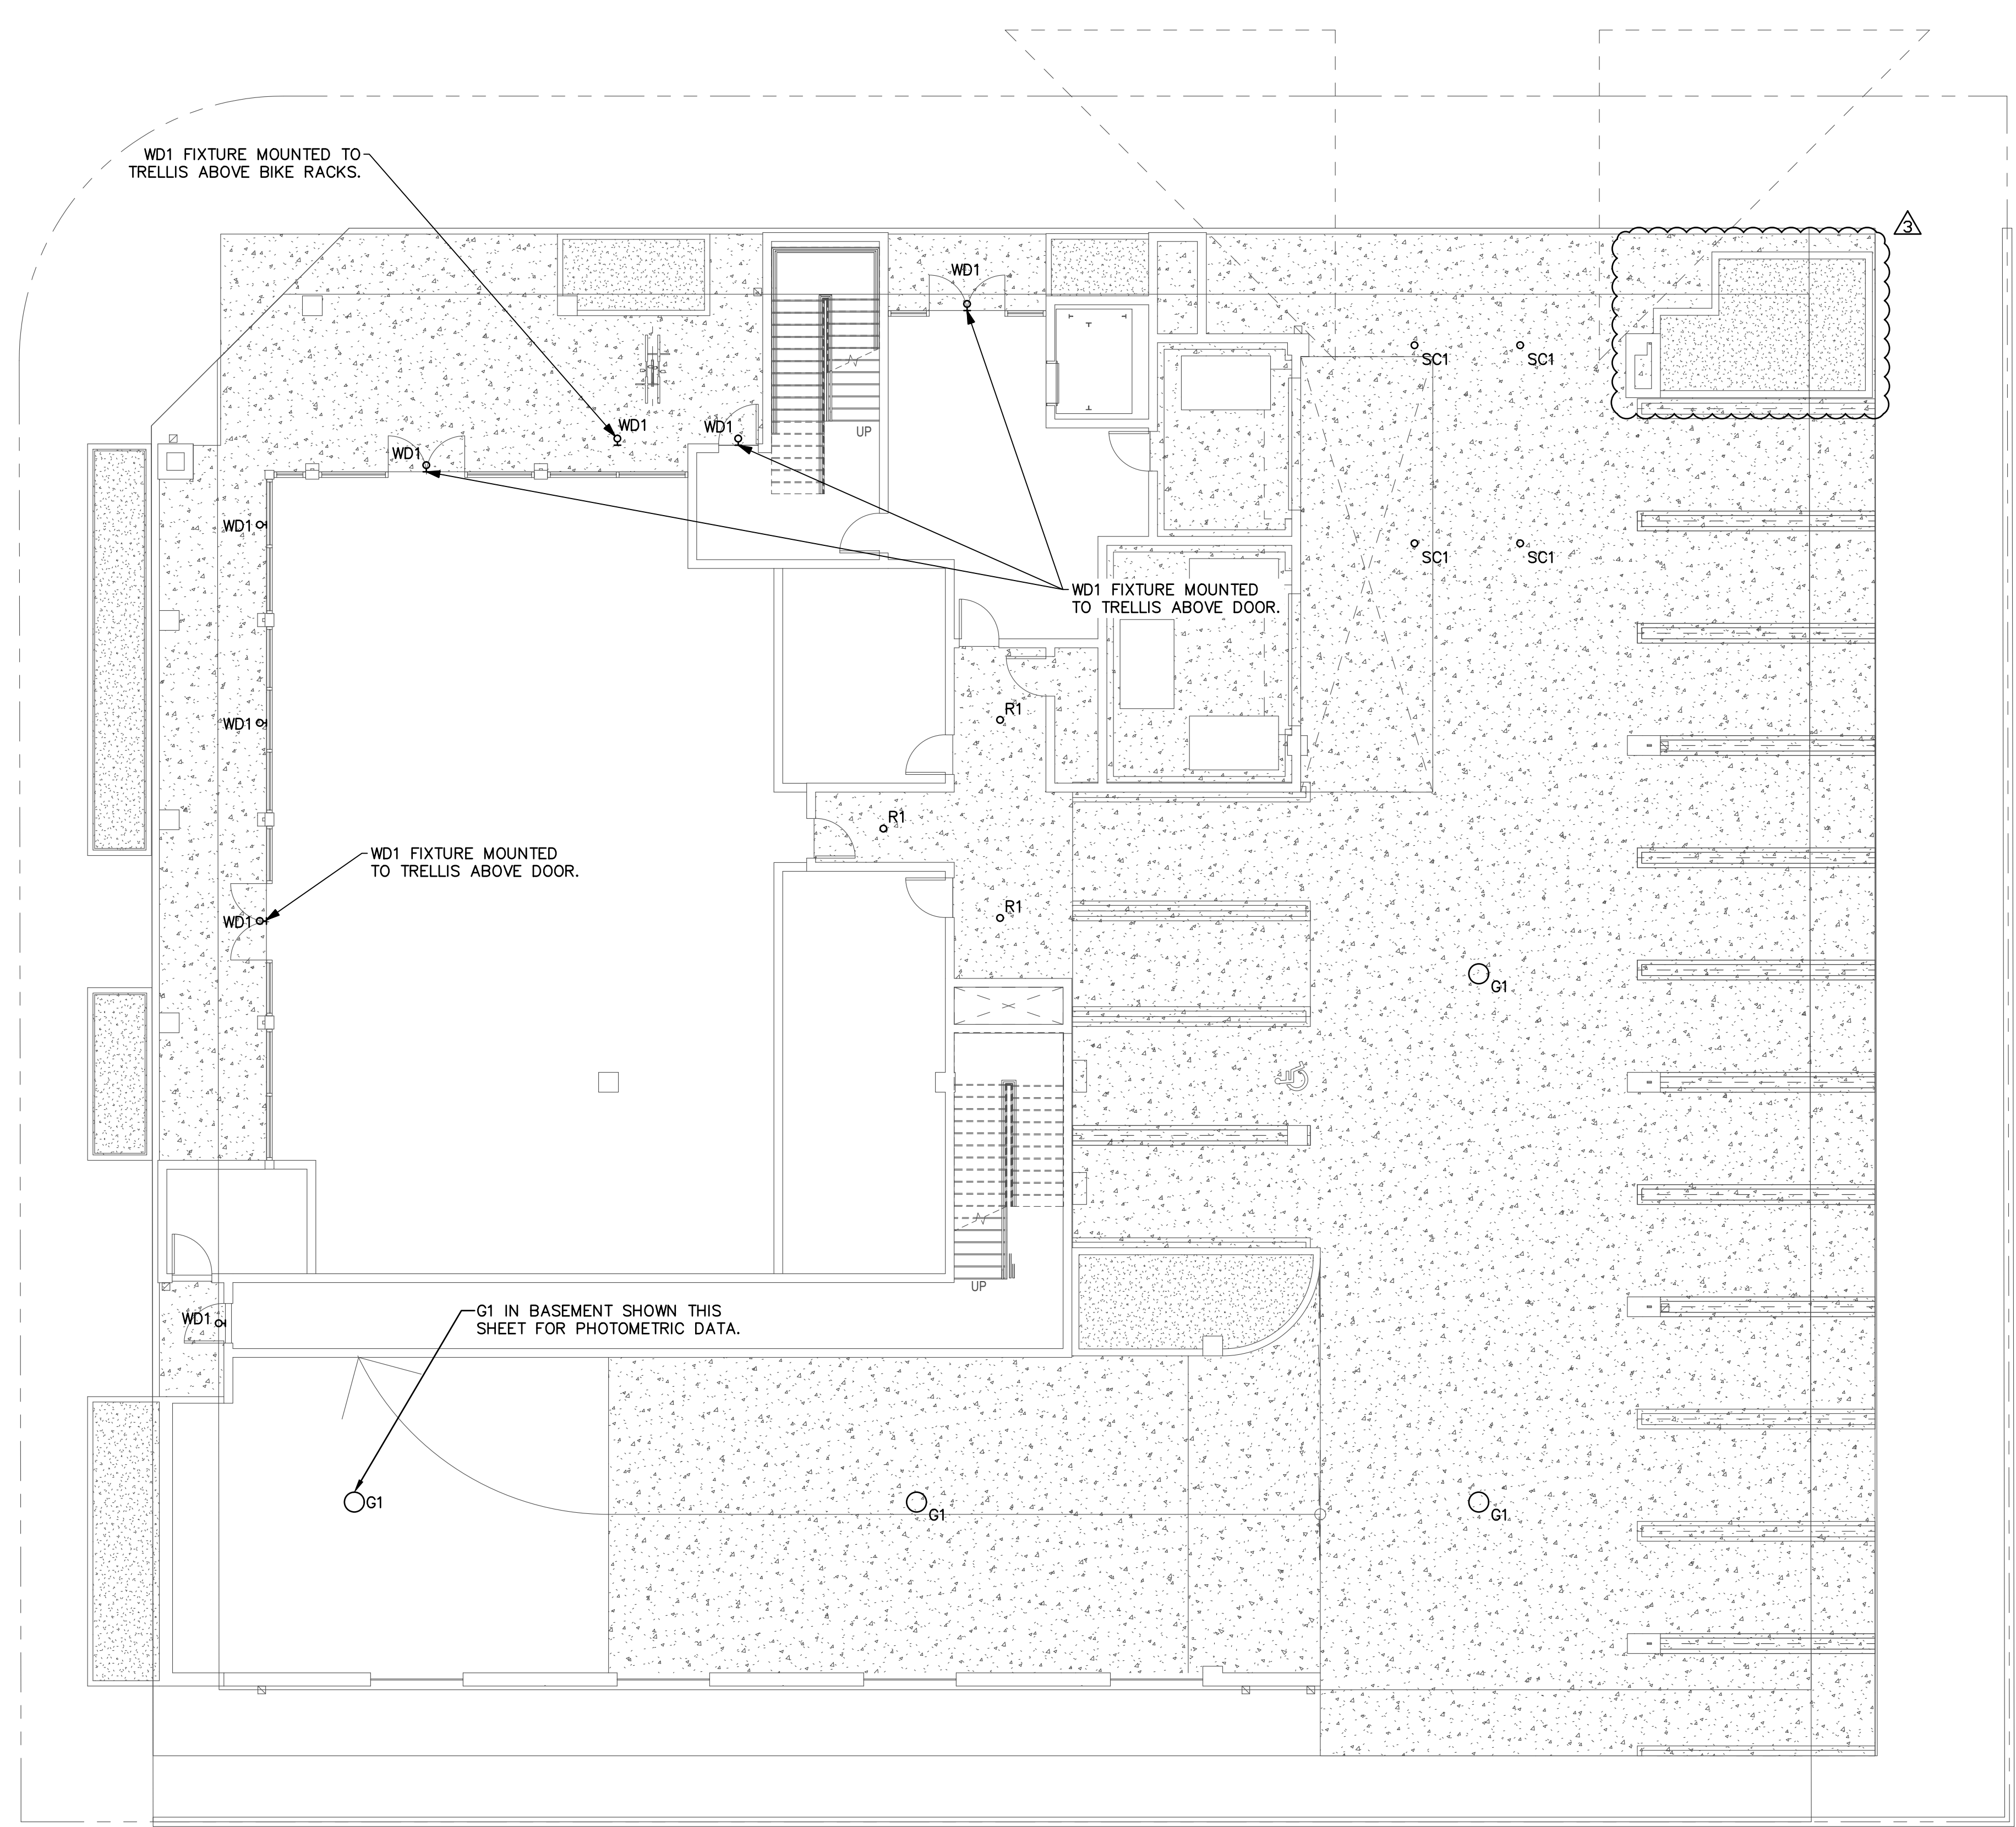 WD1 FIXTURE MOUNTED TO
TRELLIS ABOVE BIKE RACKS.
3
WD1
SC1
SC1
WD1
WD1
UP
WD1
WD1
SC1
SC1
WD1 FIXTURE MOUNTED
TO TRELLIS ABOVE DOOR.
R1
WD1
R1
WD1 FIXTURE MOUNTED
TO TRELLIS ABOVE DOOR.
WD1
R1
G1
UP
G1 IN BASEMENT SHOWN THIS
SHEET FOR PHOTOMETRIC DATA.
WD1
G1
G1
G1